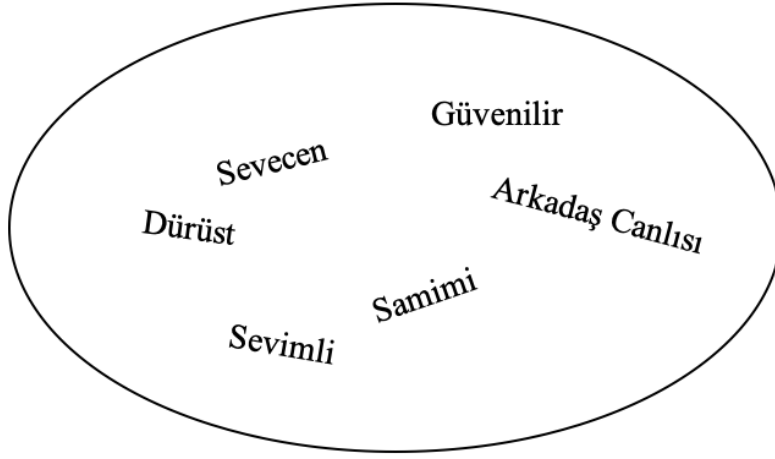 Güvenilir
Sevecen
Arkadaş Canlısı
Dürüst
Samimi
Sevimli